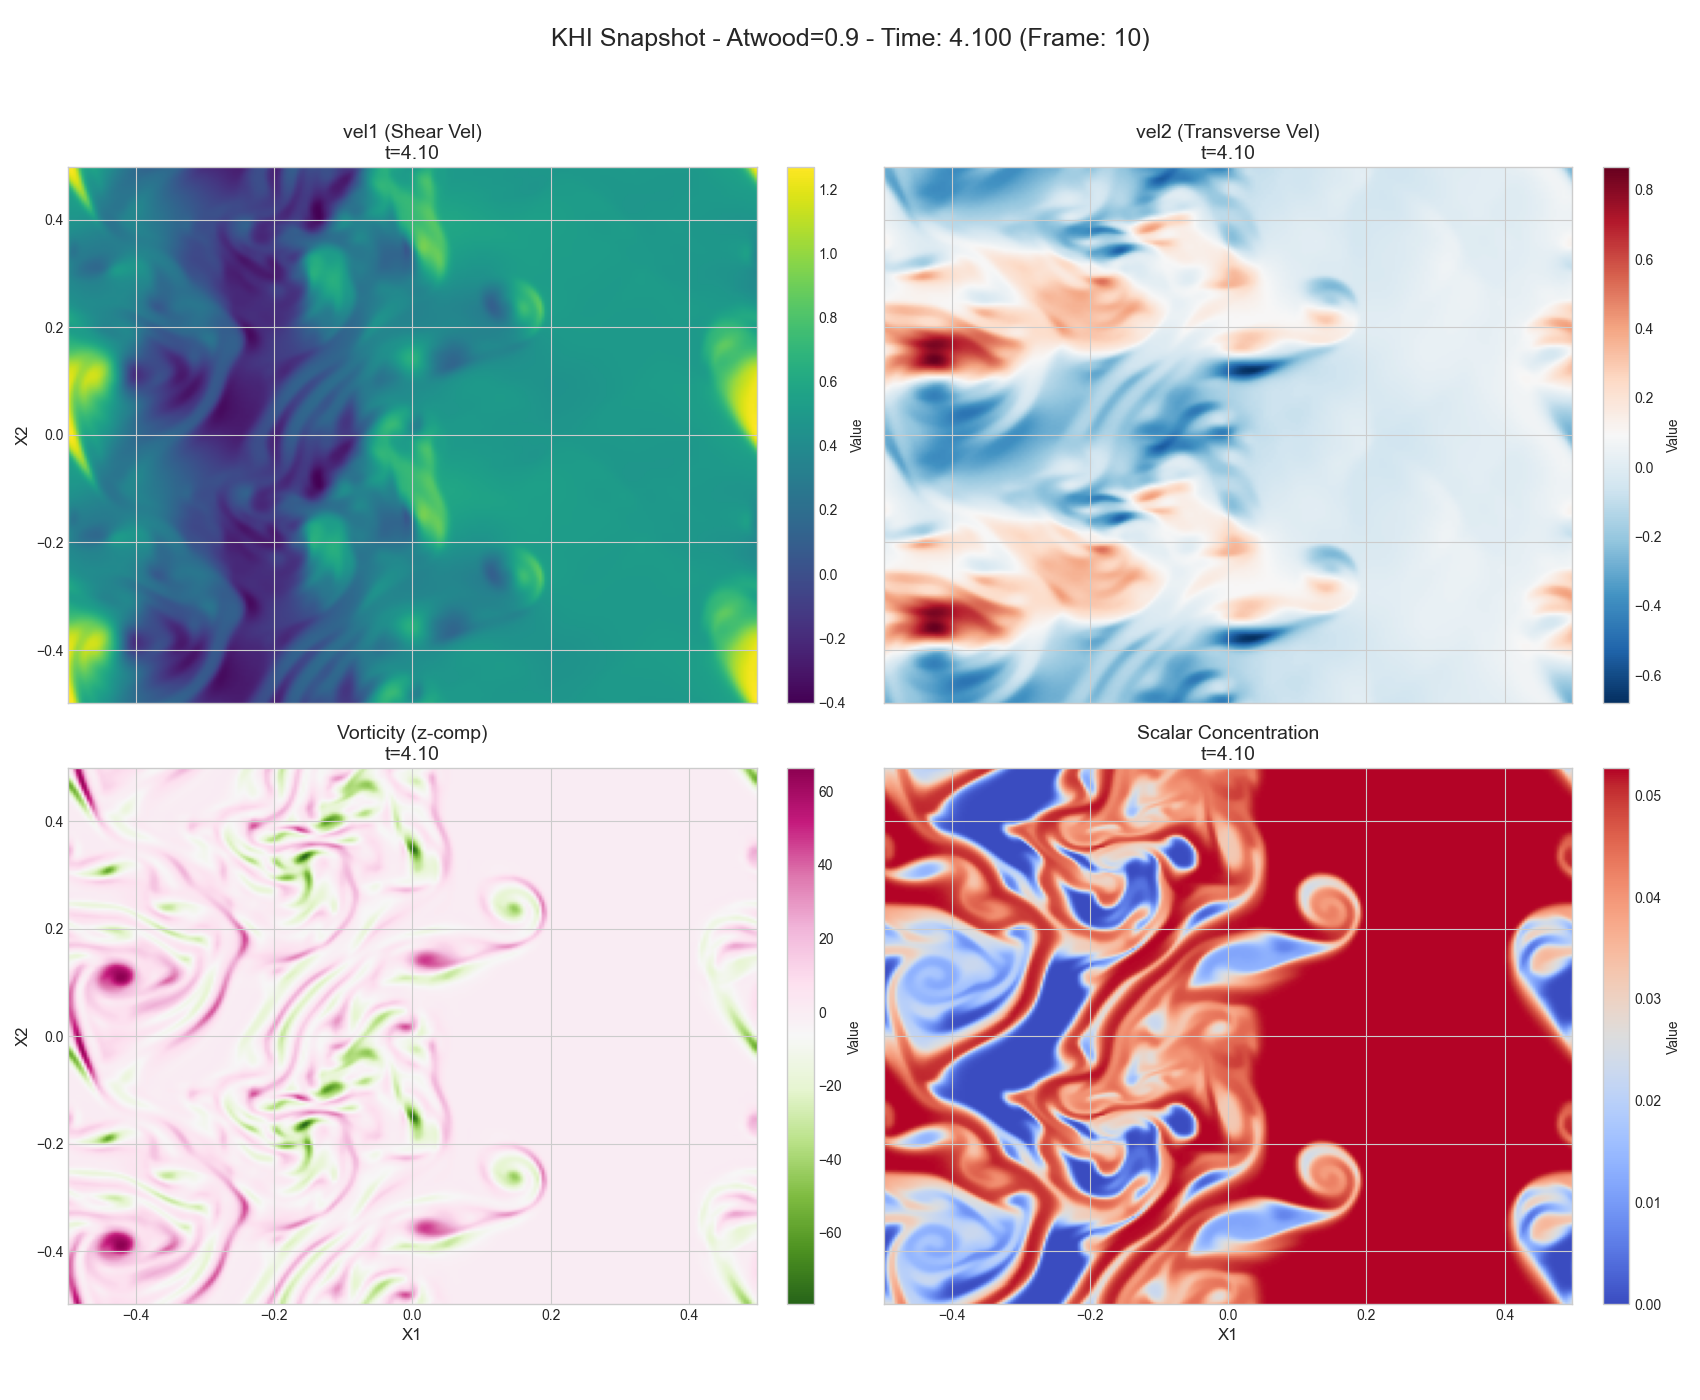 KHI Snapshot - Atwood=0.9 - Time: 4.100 (Frame: 10)
vel1 (Shear Vel)
t=4.10
X2
0.4
0.2
0.0
−0.2
−0.4
1.2
1.0
0.8
0.6
0.4
0.2
0.0
−0.2
−0.4
Value
vel2 (Transverse Vel)
t=4.10
0.8
0.6
0.4
0.2
0.0
−0.2
−0.4
−0.6
Value
Vorticity (z-comp)
t=4.10
X2
0.4
0.2
0.0
−0.2
−0.4
−0.4
−0.2
0.0
0.2
0.4
X1
60
40
20
0
−20
−40
−60
Value
Scalar Concentration
t=4.10
−0.4
−0.2
0.0
0.2
0.4
X1
0.05
0.04
0.03
0.02
0.01
0.00
Value